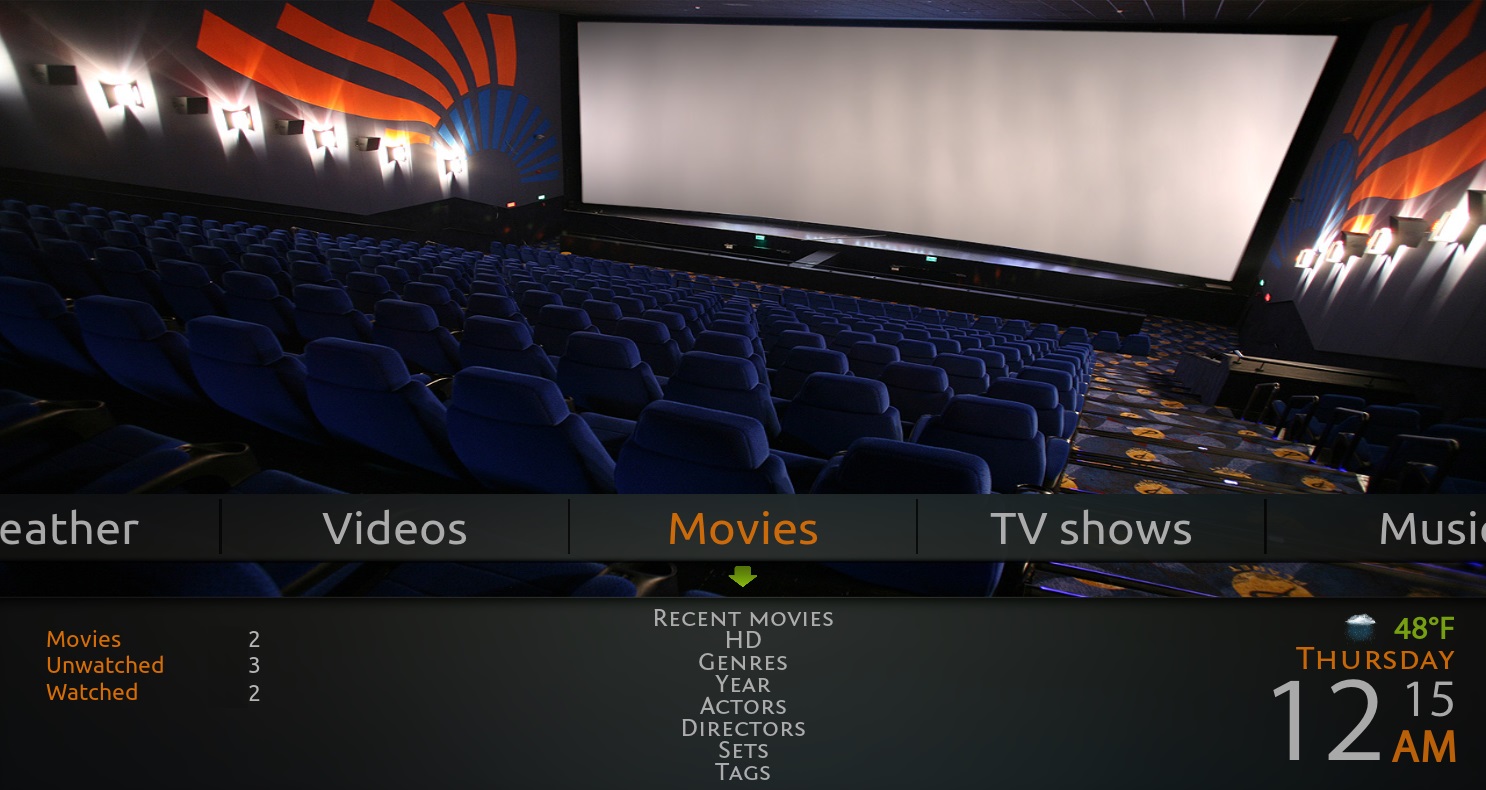 eather
Videos
Movies
TV shows
Music
Movies 2
Unwatched 3
Watched 2
Recent movies
HD
Genres
Year
Actors
Directors
Sets
Tags
48°F
Thursday
12 15
AM